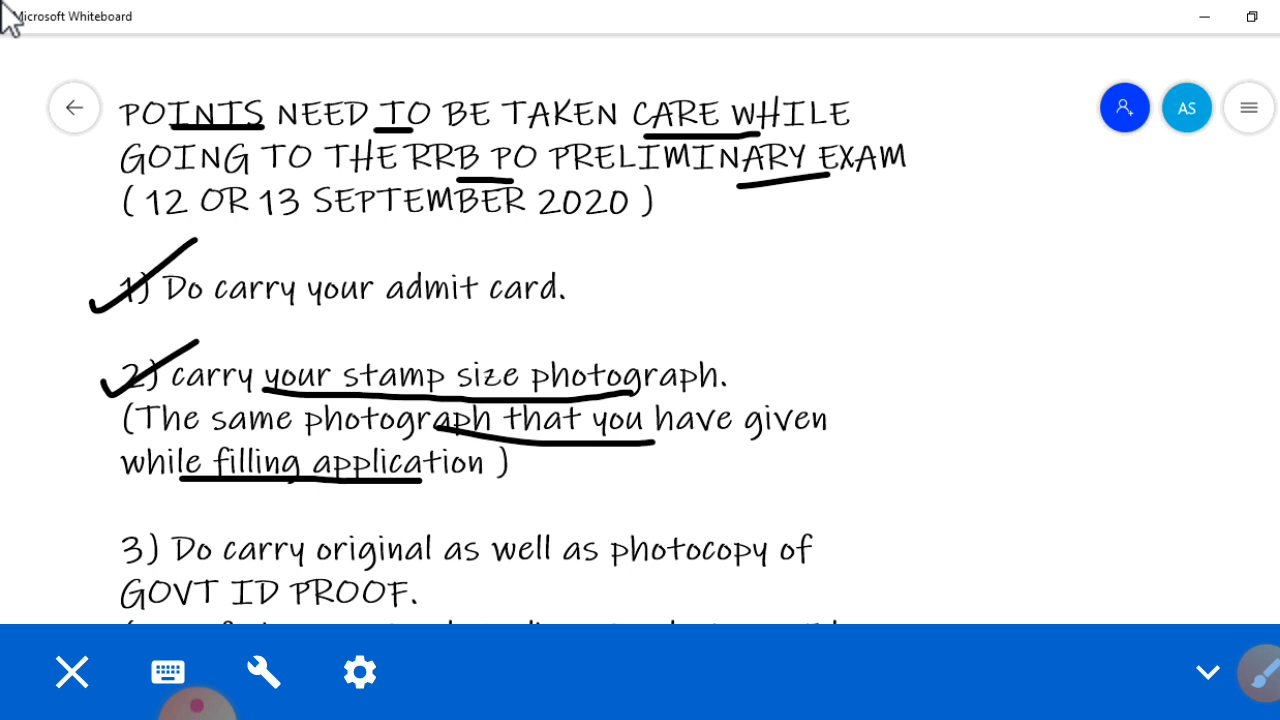 Microsoft Whiteboard
POINTS NEED TO BE TAKEN CARE WHILE
GOING TO THE RRB PO PRELIMINARY EXAM
( 12 OR 13 SEPTEMBER 2020 )
AS
1) Do carry your admit card.
2) carry your stamp size photograph.
(The same photograph that you have given
while filling application )
3) Do carry original as well as photocopy of
GOVT ID PROOF.